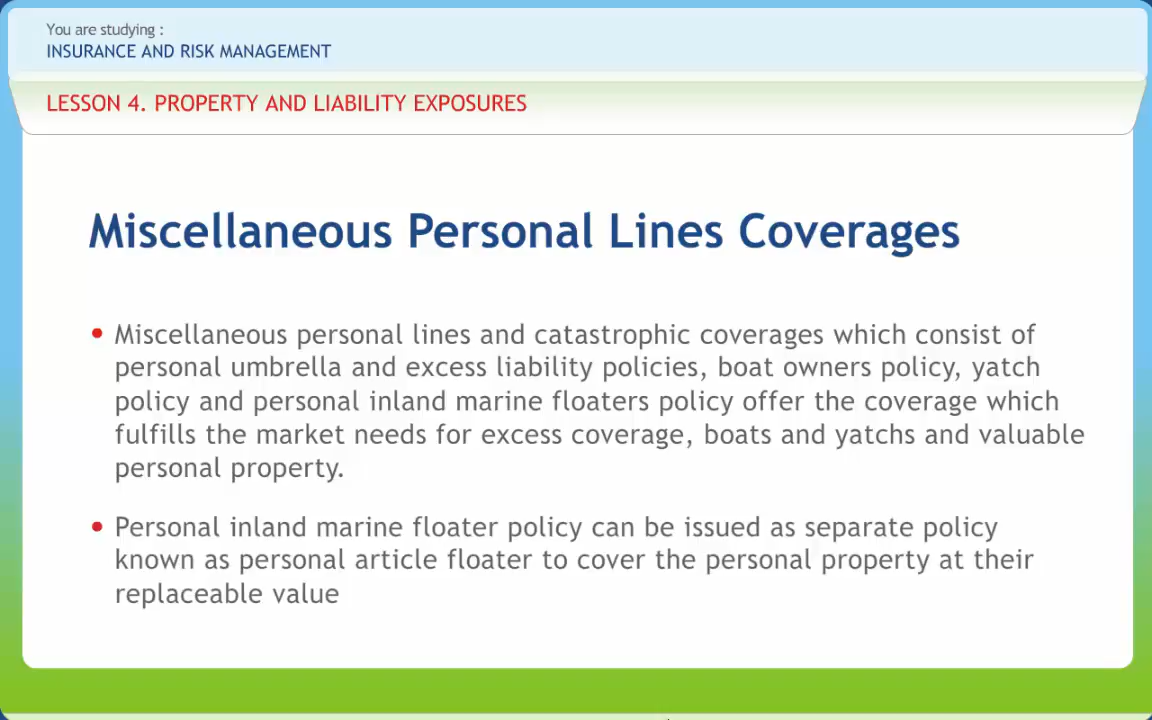 You are studying :
INSURANCE AND RISK MANAGEMENT
LESSON 4. PROPERTY AND LIABILITY EXPOSURES
Miscellaneous Personal Lines Coverages
• Miscellaneous personal lines and catastrophic coverages which consist of
personal umbrella and excess liability policies, boat owners policy, yatch
policy and personal inland marine floaters policy offer the coverage which
fulfills the market needs for excess coverage, boats and yatchs and valuable
personal property.
• Personal inland marine floater policy can be issued as separate policy
known as personal article floater to cover the personal property at their
replaceable value